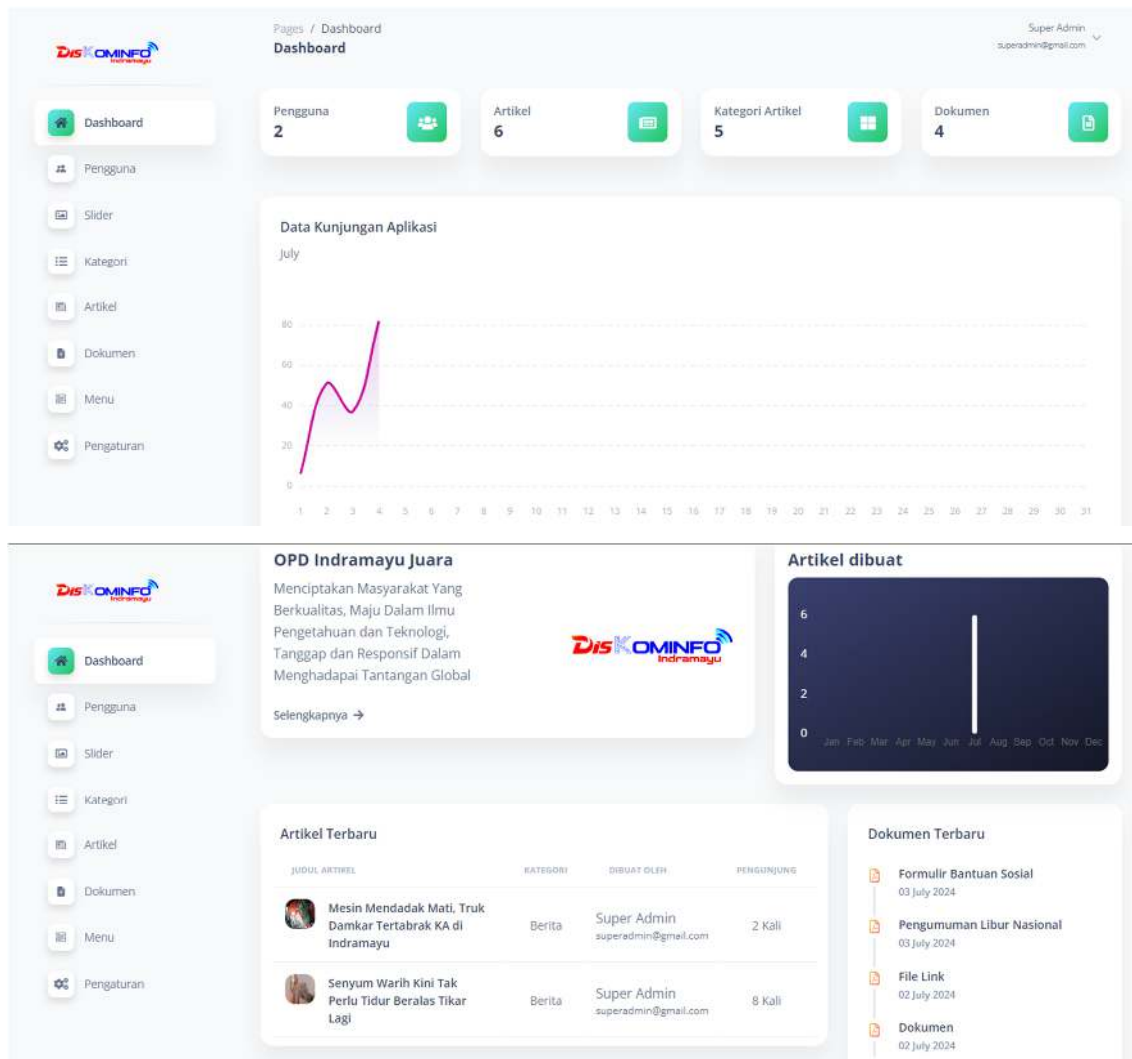 DISKOMINFO
Indramayu
Dashboard
Pengguna
Slider
Kategori
Artikel
Dokumen
Menu
Pengaturan
Pages / Dashboard
Dashboard
Super Admin
superadmin@gmail.com
Pengguna
2
Artikel
6
Kategori Artikel
5
Dokumen
4
Data Kunjungan Aplikasi
July
80
60
40
20
0
1 2 3 4 5 6 7 8 9 10 11 12 13 14 15 16 17 18 19 20 21 22 23 24 25 26 27 28 29 30 31
DISKOMINFO
Indramayu
Dashboard
Pengguna
Slider
Kategori
Artikel
Dokumen
Menu
Pengaturan
OPD Indramayu Juara
Menciptakan Masyarakat Yang
Berkualitas, Maju Dalam Ilmu
Pengetahuan dan Teknologi,
Tanggap dan Responsif Dalam
Menghadapai Tantangan Global
Selengkapnya →
DISKOMINFO
Indramayu
Artikel dibuat
6
4
2
0
Jan Feb Mar Apr May Jun Jul Aug Sep Oct Nov Dec
Artikel Terbaru
JUDUL ARTIKEL KATEGORI DIBUAT OLEH PENGUNJUNG
Mesin Mendadak Mati, Truk
Damkar Tertabrak KA di
Indramayu
Berita
Super Admin
superadmin@gmail.com
2 Kali
Senyum Warih Kini Tak
Perlu Tidur Beralas Tikar
Lagi
Berita
Super Admin
superadmin@gmail.com
8 Kali
Dokumen Terbaru
Formulir Bantuan Sosial
03 July 2024
Pengumuman Libur Nasional
03 July 2024
File Link
02 July 2024
Dokumen
02 July 2024